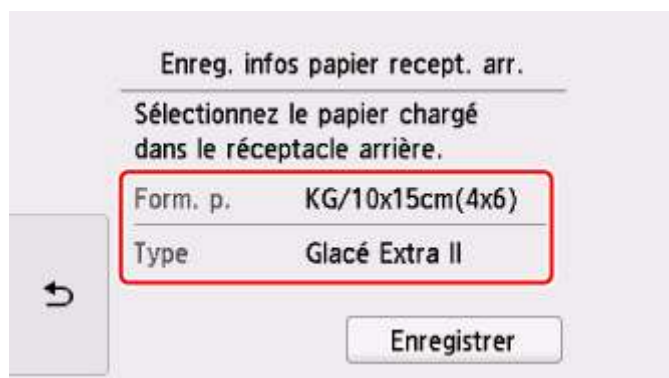 Enreg. infos papier recept. arr.
Sélectionnez le papier chargé
dans le réceptacle arrière.
Form. p. KG/10x15cm(4x6)
Type Glacé Extra II
Enregistrer